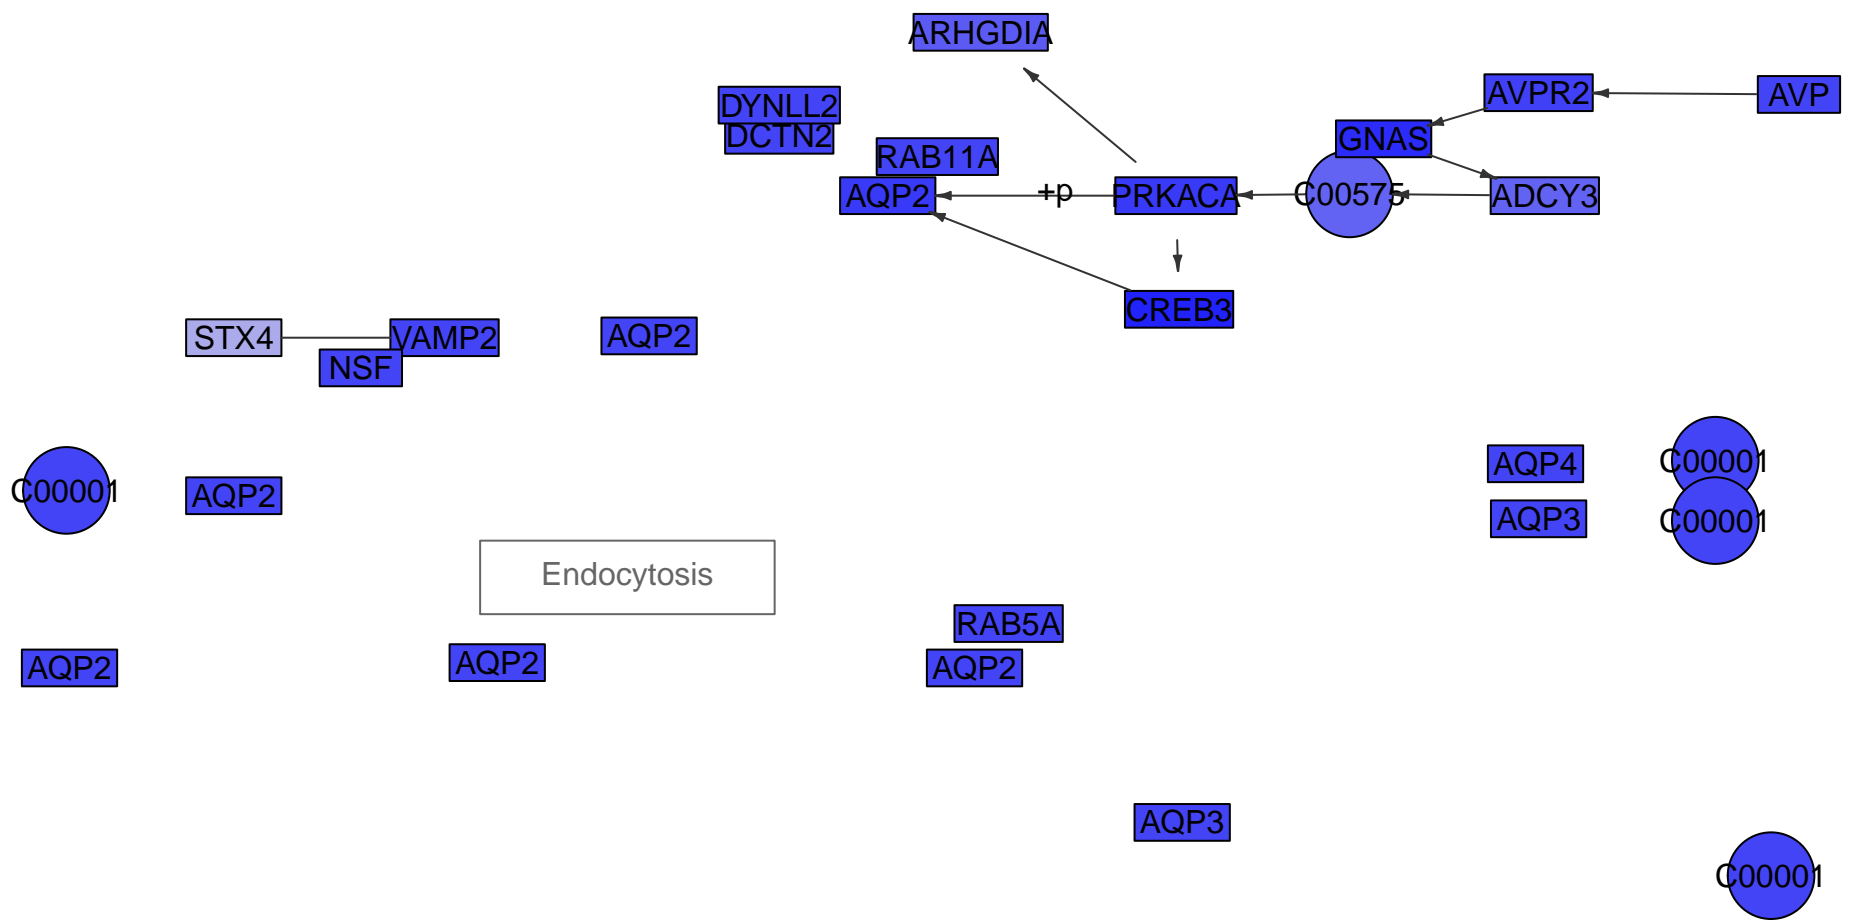 ARHGDIA
DYNLL2
AVPR2
AVP
DCTN2
GNAS
RAB11A
AQP2
+p
PRKACA
C00575
ADCY3
CREB3
STX4
VAMP2
AQP2
NSF
C00001
AQP2
AQP4
C00001
AQP3
C00001
Endocytosis
RAB5A
AQP2
AQP2
AQP2
AQP3
C00001